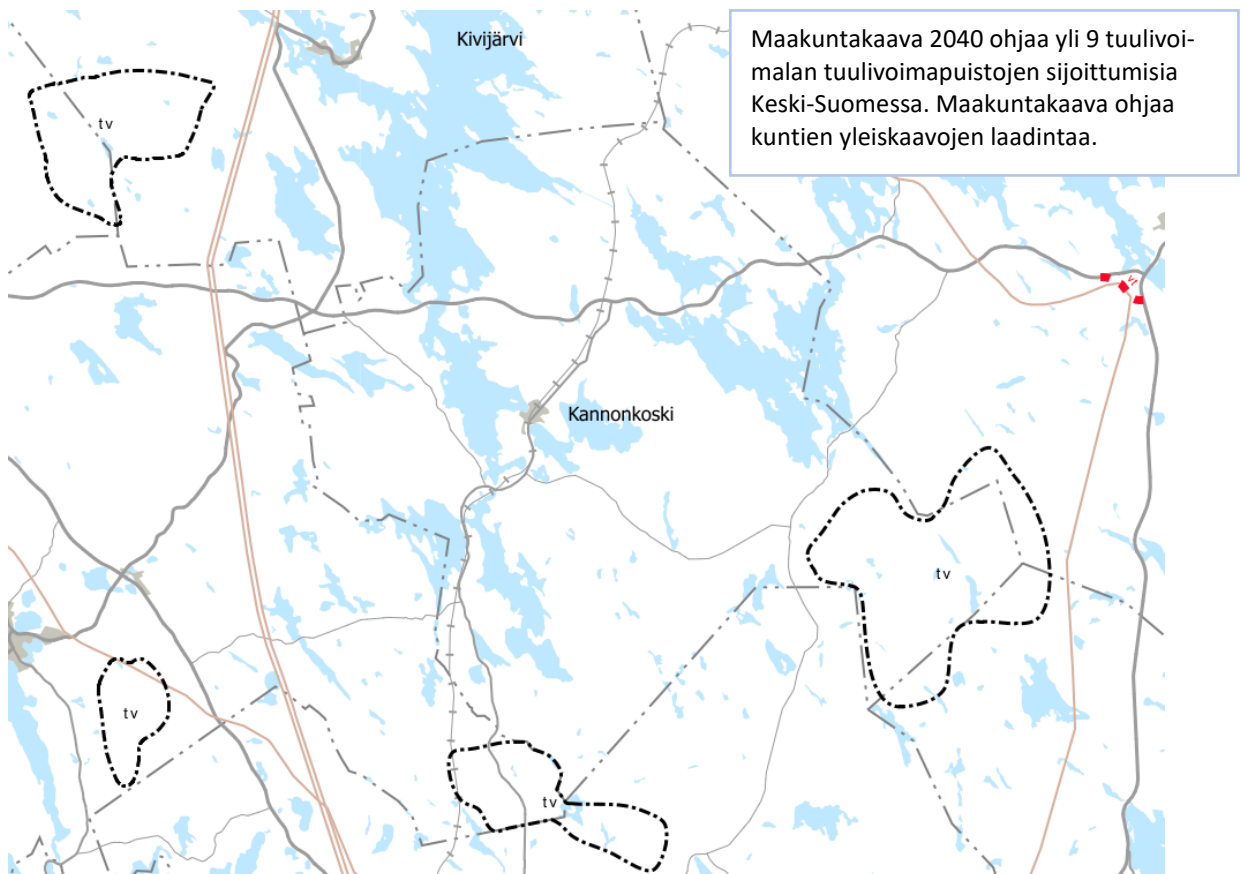 Kivijärvi
Maakuntakaava 2040 ohjaa yli 9 tuulivoi-
malan tuulivoimapuistojen sijoittumisia
Keski-Suomessa. Maakuntakaava ohjaa
kuntien yleiskaavojen laadintaa.
tv
vr
Kannonkoski
tv
tv
tv